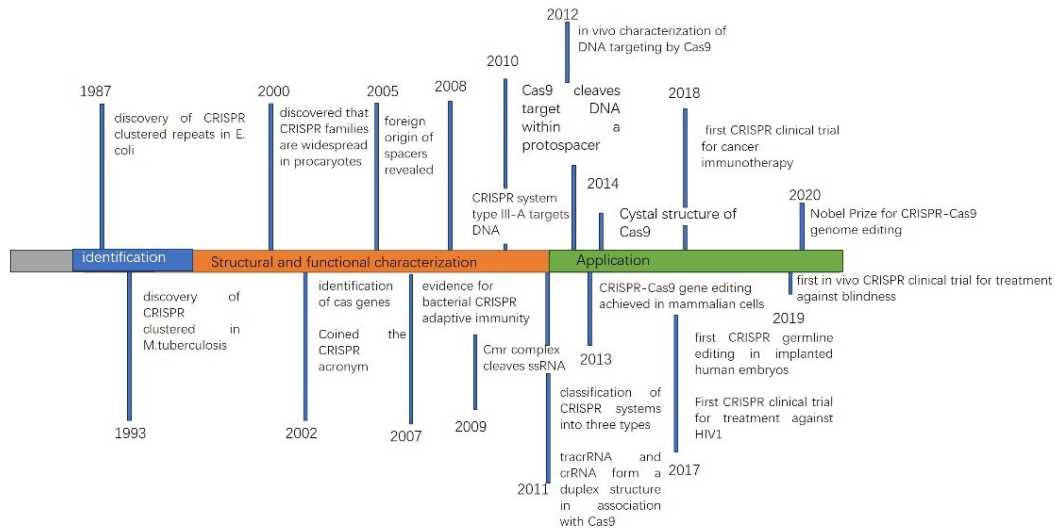 2012
in vivo characterization of
DNA targeting by Cas9
1987
discovery of CRISPR
clustered repeats in E.
coli
2000
discovered that
CRISPR families
are widespread
in procaryotes
2005
foreign
origin of
spacers
revealed
2008
2010
CRISPR system
type III-A targets
DNA
Cas9 cleaves
target DNA
within a
protospacer
2014
Cystal structure of
Cas9
2018
first CRISPR clinical trial
for cancer
immunotherapy
2020
Nobel Prize for CRISPR-Cas9
genome editing
identification
Structural and functional characterization
Application
discovery of
CRISPR
clustered in
M.tuberculosis
1993
identification
of cas genes
Coined the
CRISPR
acronym
2002
evidence for
bacterial CRISPR
adaptive immunity
2007
Cmr complex
cleaves ssRNA
2009
classification of
CRISPR systems
into three types
tracrRNA and
crRNA form a
duplex structure
in association
with Cas9
2011
CRISPR-Cas9 gene editing
achieved in mammalian cells
2013
first CRISPR germline
editing in implanted
human embryos
First CRISPR clinical trial
for treatment against
HIV1
2017
first in vivo CRISPR clinical trial for treatment
against blindness
2019